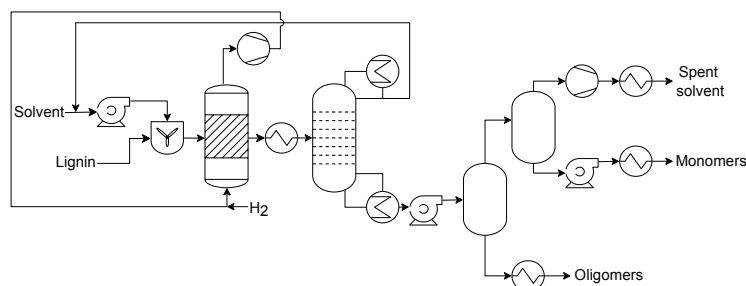 Spent
solvent
Solvent
Monomers
Lignin
H2
Oligomers